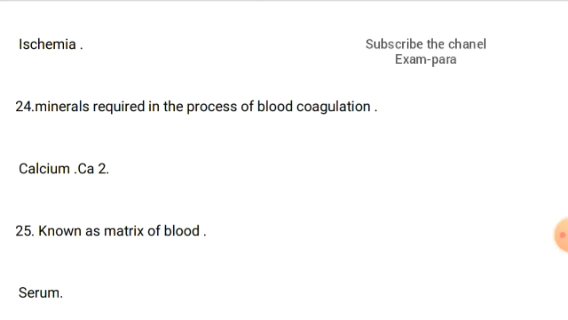 Ischemia .
Subscribe the chanel
Exam-para
24.minerals required in the process of blood coagulation .
Calcium .Ca 2.
25. Known as matrix of blood .
Serum.